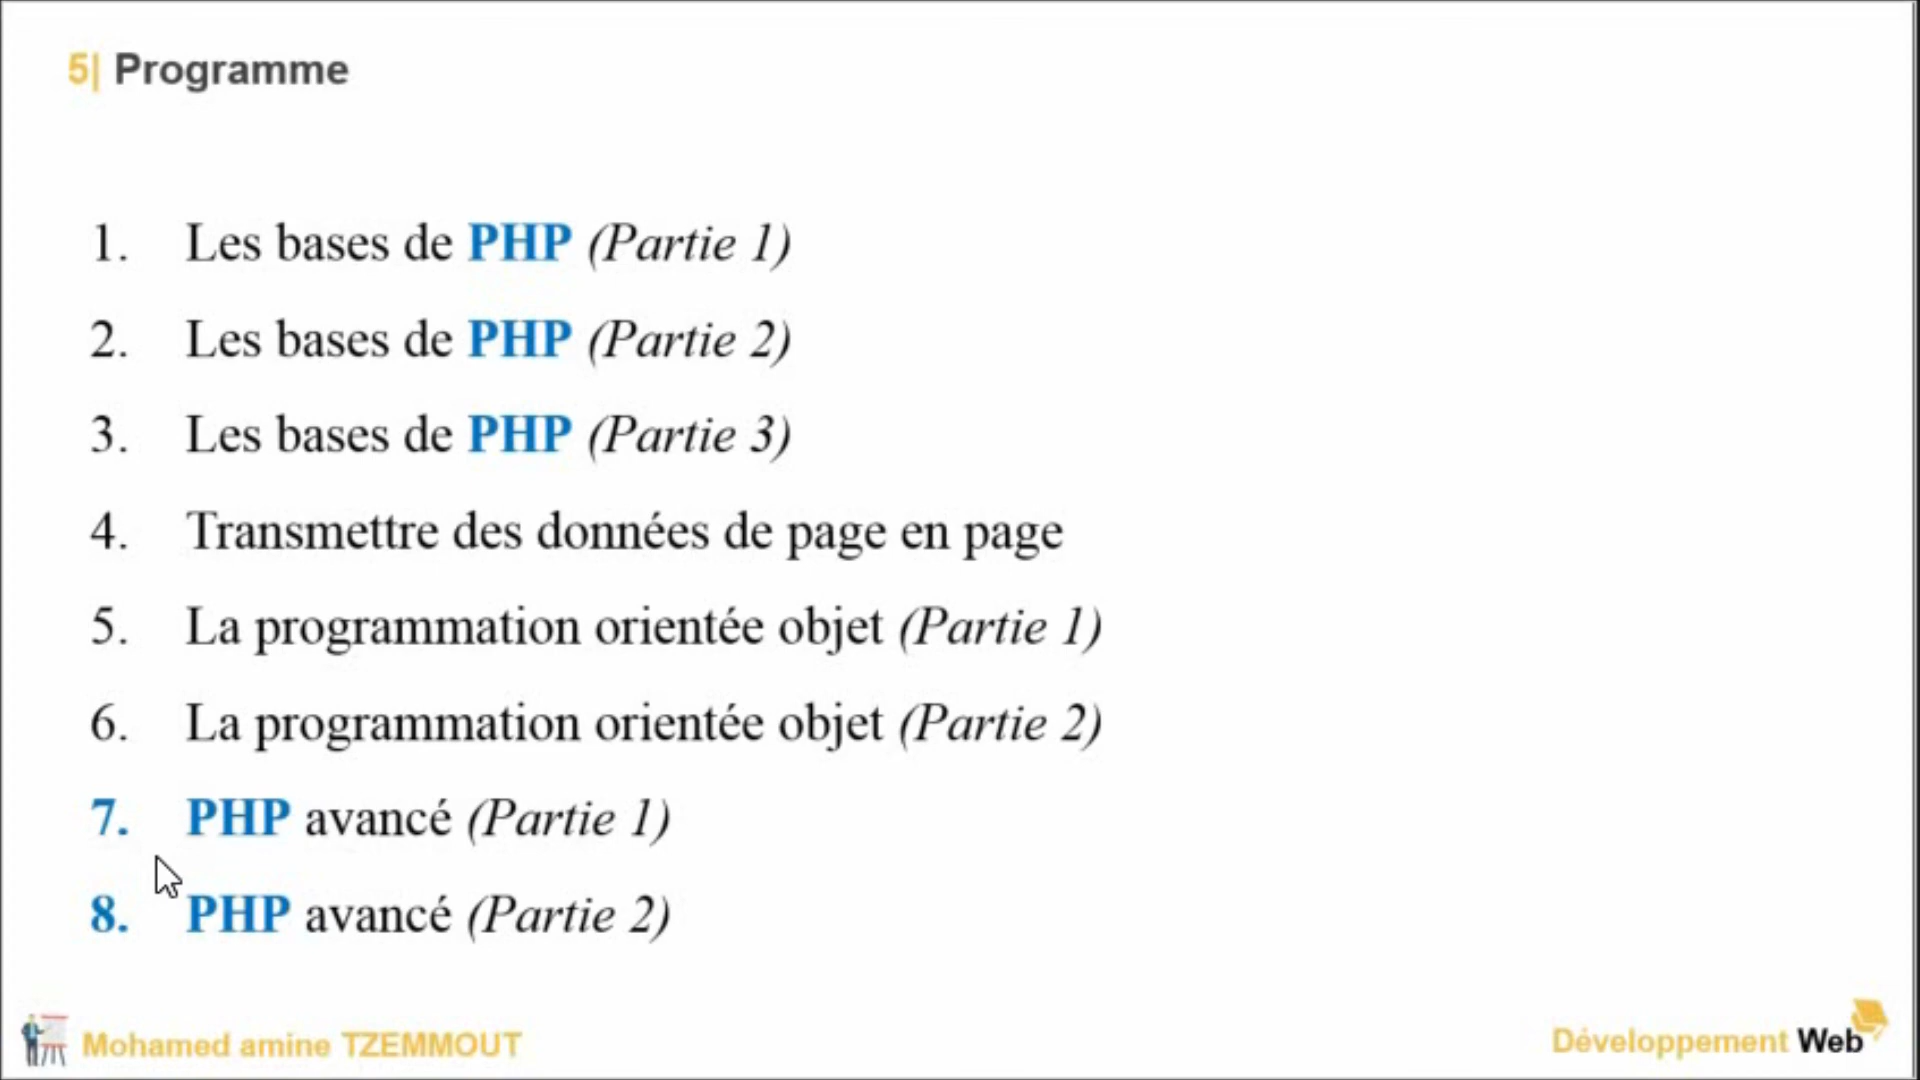 5| Programme
1. Les bases de PHP (Partie 1)
2. Les bases de PHP (Partie 2)
3. Les bases de PHP (Partie 3)
4. Transmettre des données de page en page
5. La programmation orientée objet (Partie 1)
6. La programmation orientée objet (Partie 2)
7. PHP avancé (Partie 1)
8. PHP avancé (Partie 2)
Mohamed amine TZEMMOUT
Développement Web